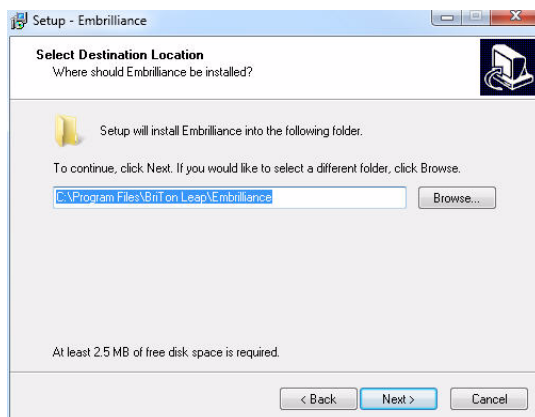 Setup - Embrilliance
Select Destination Location
Where should Embrilliance be installed?
Setup will install Embrilliance into the following folder.
To continue, click Next. If you would like to select a different folder, click Browse.
C:\Program Files\BriTon Leap\Embrilliance
Browse...
At least 2.5 MB of free disk space is required.
< Back
Next >
Cancel